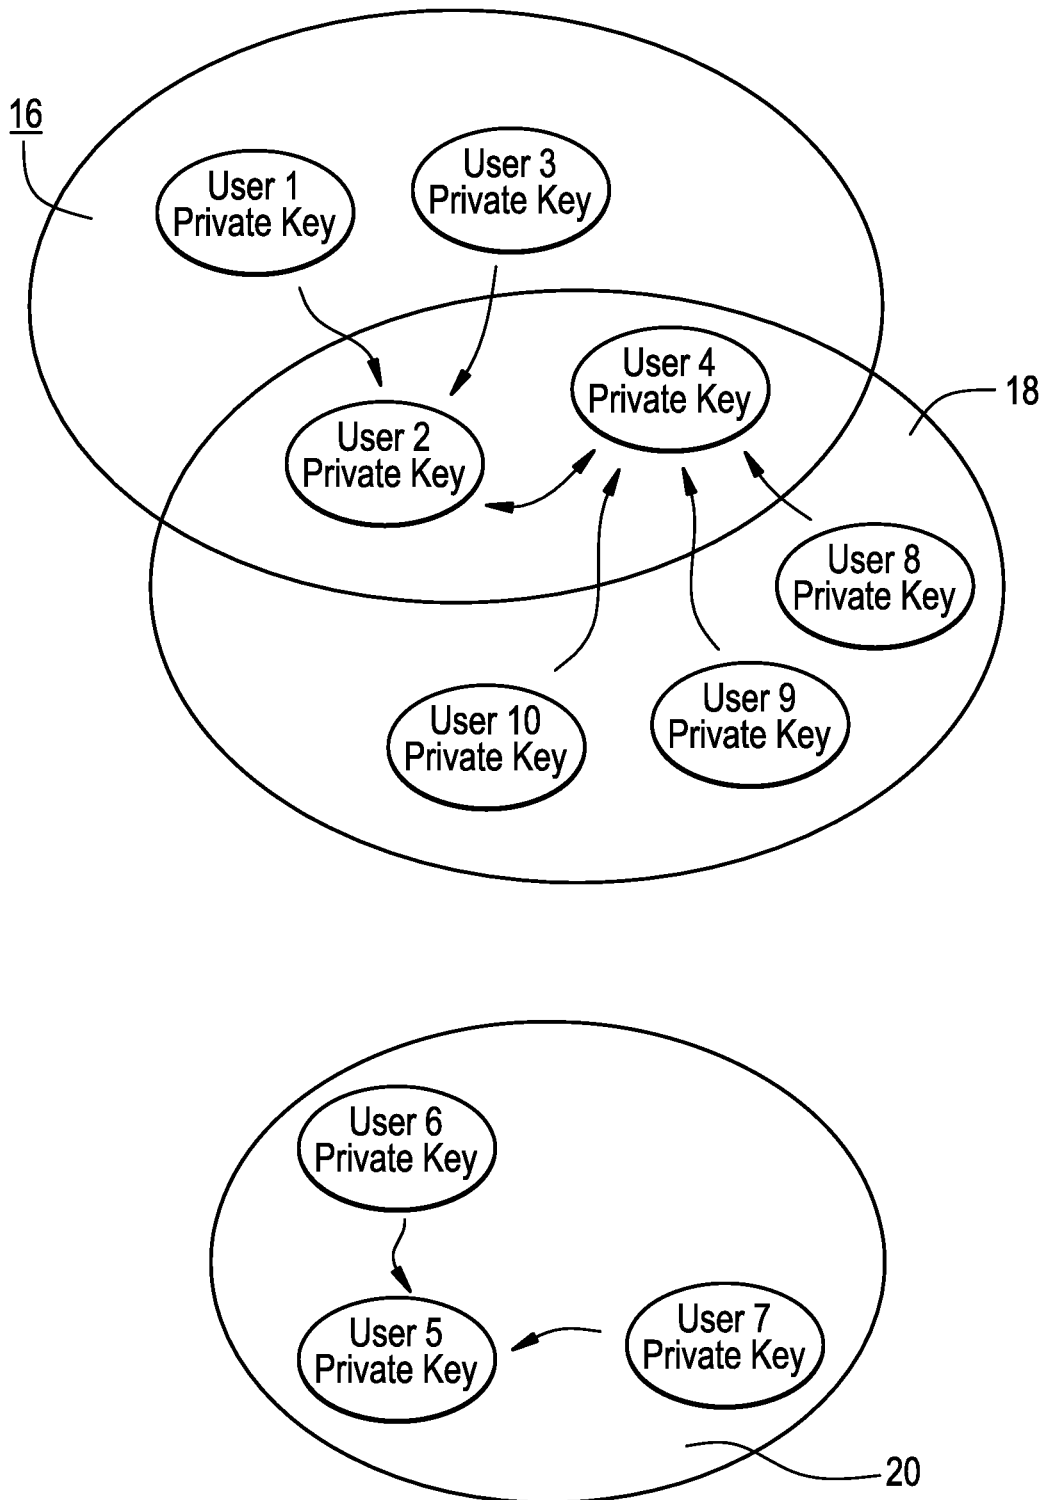 16
User 1
Private Key
User 3
Private Key
User 4
Private Key
18
User 2
Private Key
User 8
Private Key
User 10
Private Key
User 9
Private Key
User 6
Private Key
User 5
Private Key
User 7
Private Key
20